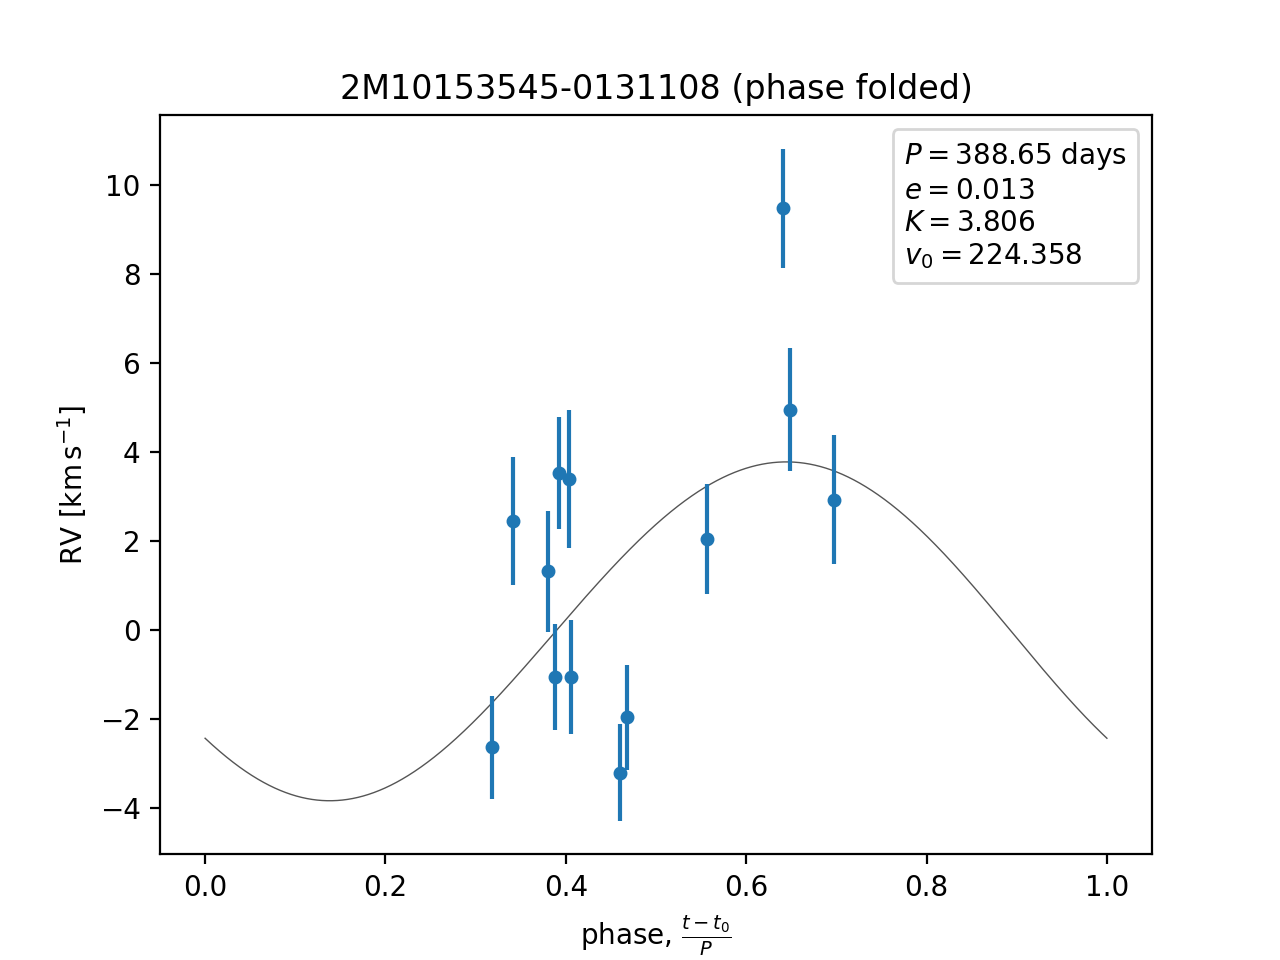 2M10153545-0131108 (phase folded)
P = 388.65 days
e = 0.013
K = 3.806
v₀ = 224.358
10
8
6
4
2
0
−2
−4
RV [km s⁻¹]
0.0 0.2 0.4 0.6 0.8 1.0
phase, (t − t₀)/P